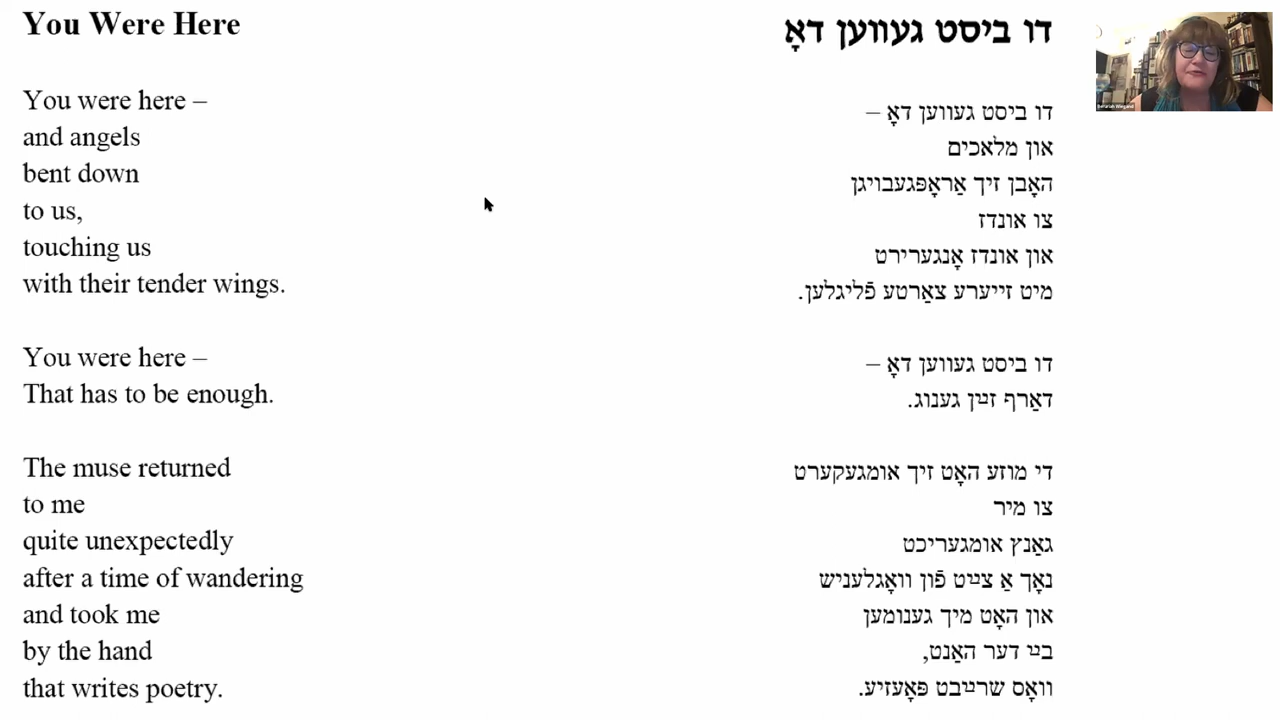 You Were Here
You were here –
and angels
bent down
to us,
touching us
with their tender wings.
You were here –
That has to be enough.
The muse returned
to me
quite unexpectedly
after a time of wandering
and took me
by the hand
that writes poetry.
דו ביסט געווען דאָ
דו ביסט געווען דאָ –
און מלאכים
האָבן זיך אַראָפּגעבויגן
צו אונדז
און אונדז אָנגערירט
מיט זייערע צאַרטע פֿליגלען.
דו ביסט געווען דאָ –
דאַרף זײַן גענוג.
די מוזע האָט זיך אומגעקערט
צו מיר
גאַנץ אומגעריכט
נאָך אַ צײַט פֿון וואָגלעניש
און האָט מיך גענומען
בײַ דער האַנט,
וואָס שרײַבט פּאָעזיע.